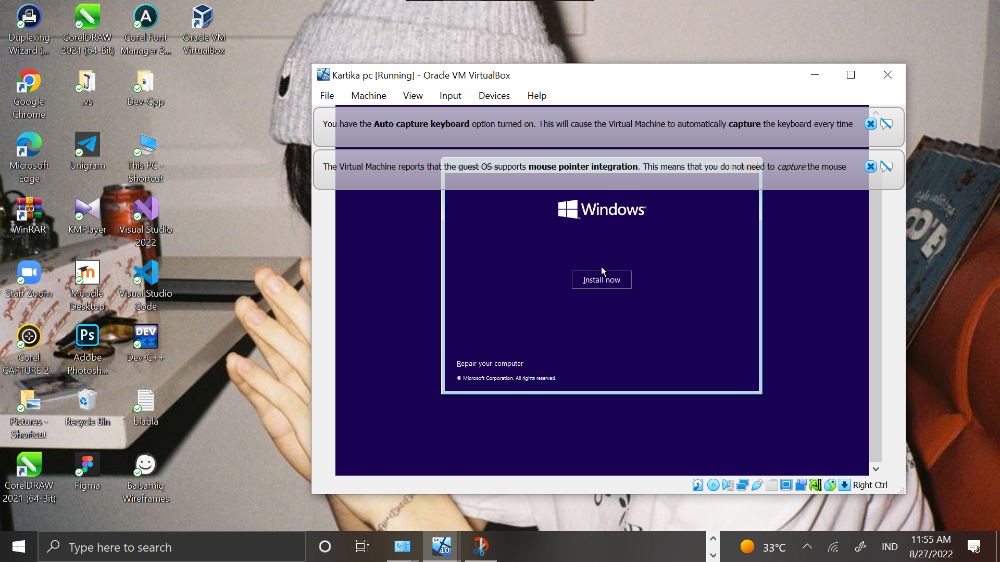 Duplexing
Wizard (...
CorelDRAW
2021 (64-Bit)
Corel Font
Manager 2...
Oracle VM
VirtualBox
Google
Chrome
.vs
Dev-Cpp
Microsoft
Edge
Unigram
This PC -
Shortcut
WinRAR
KMPlayer
Visual Studio
2022
Start Zoom
Moodle
Desktop
Visual Studio
Code
Corel
CAPTURE 2...
Ps
Adobe
Photosh...
DEV
C++
Dev-C++
Pictures -
Shortcut
Recycle Bin
blabla
CorelDRAW
2021 (64-Bit)
Figma
Balsamiq
Wireframes
Kartika pc [Running] - Oracle VM VirtualBox
File Machine View Input Devices Help
You have the Auto capture keyboard option turned on. This will cause the Virtual Machine to automatically capture the keyboard every time
The Virtual Machine reports that the guest OS supports mouse pointer integration. This means that you do not need to capture the mouse
Windows
Install now
Repair your computer
© Microsoft Corporation. All rights reserved.
Right Ctrl
Type here to search
64
10
33°C
IND
11:55 AM
8/27/2022